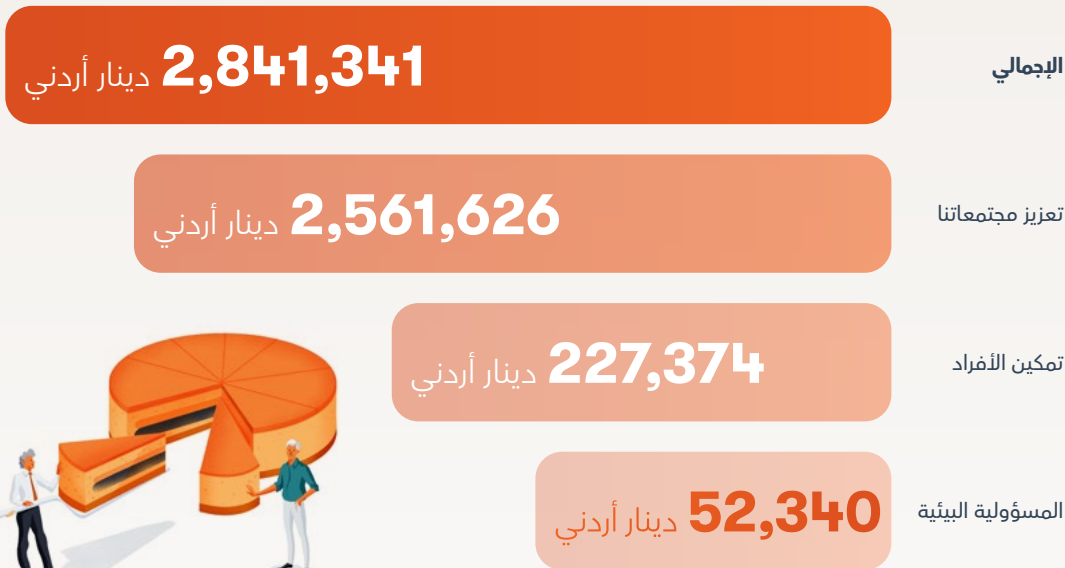 الإجمالي
2,841,341 دينار أردني
تعزيز مجتمعاتنا
2,561,626 دينار أردني
تمكين الأفراد
227,374 دينار أردني
المسؤولية البيئية
52,340 دينار أردني